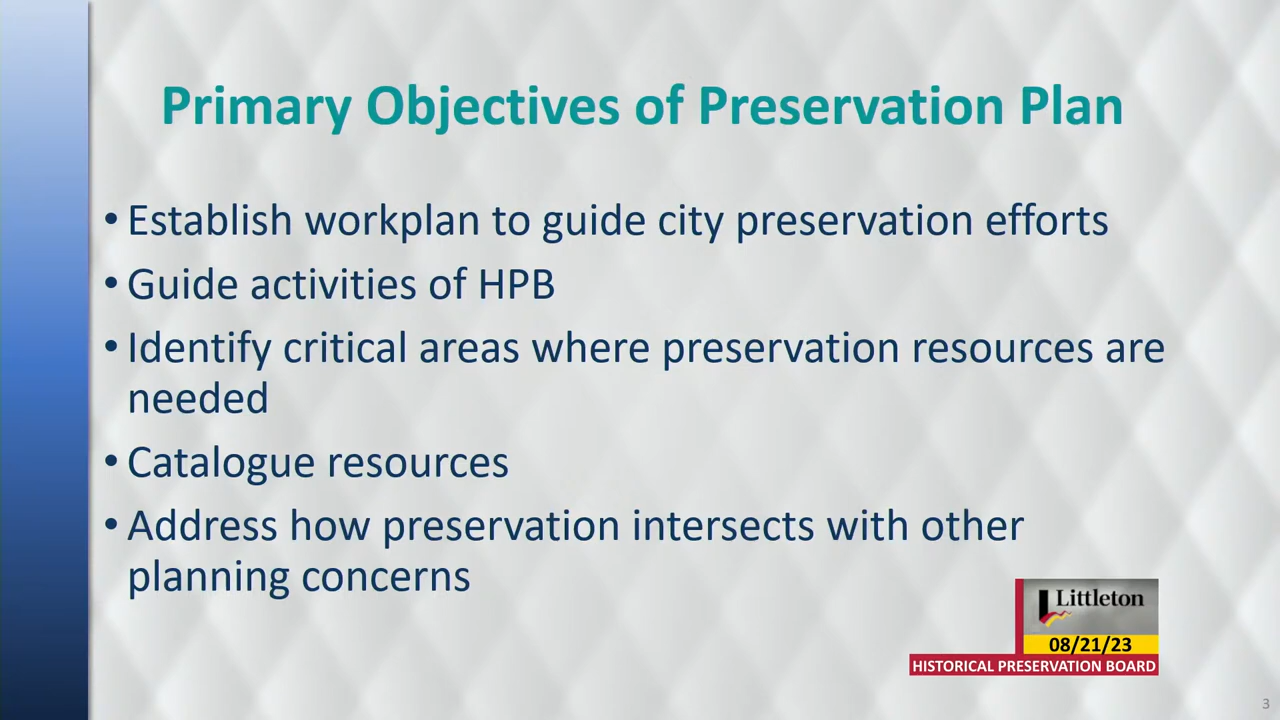 Primary Objectives of Preservation Plan
• Establish workplan to guide city preservation efforts
• Guide activities of HPB
• Identify critical areas where preservation resources are
needed
• Catalogue resources
• Address how preservation intersects with other
planning concerns
Littleton
08/21/23
HISTORICAL PRESERVATION BOARD
3